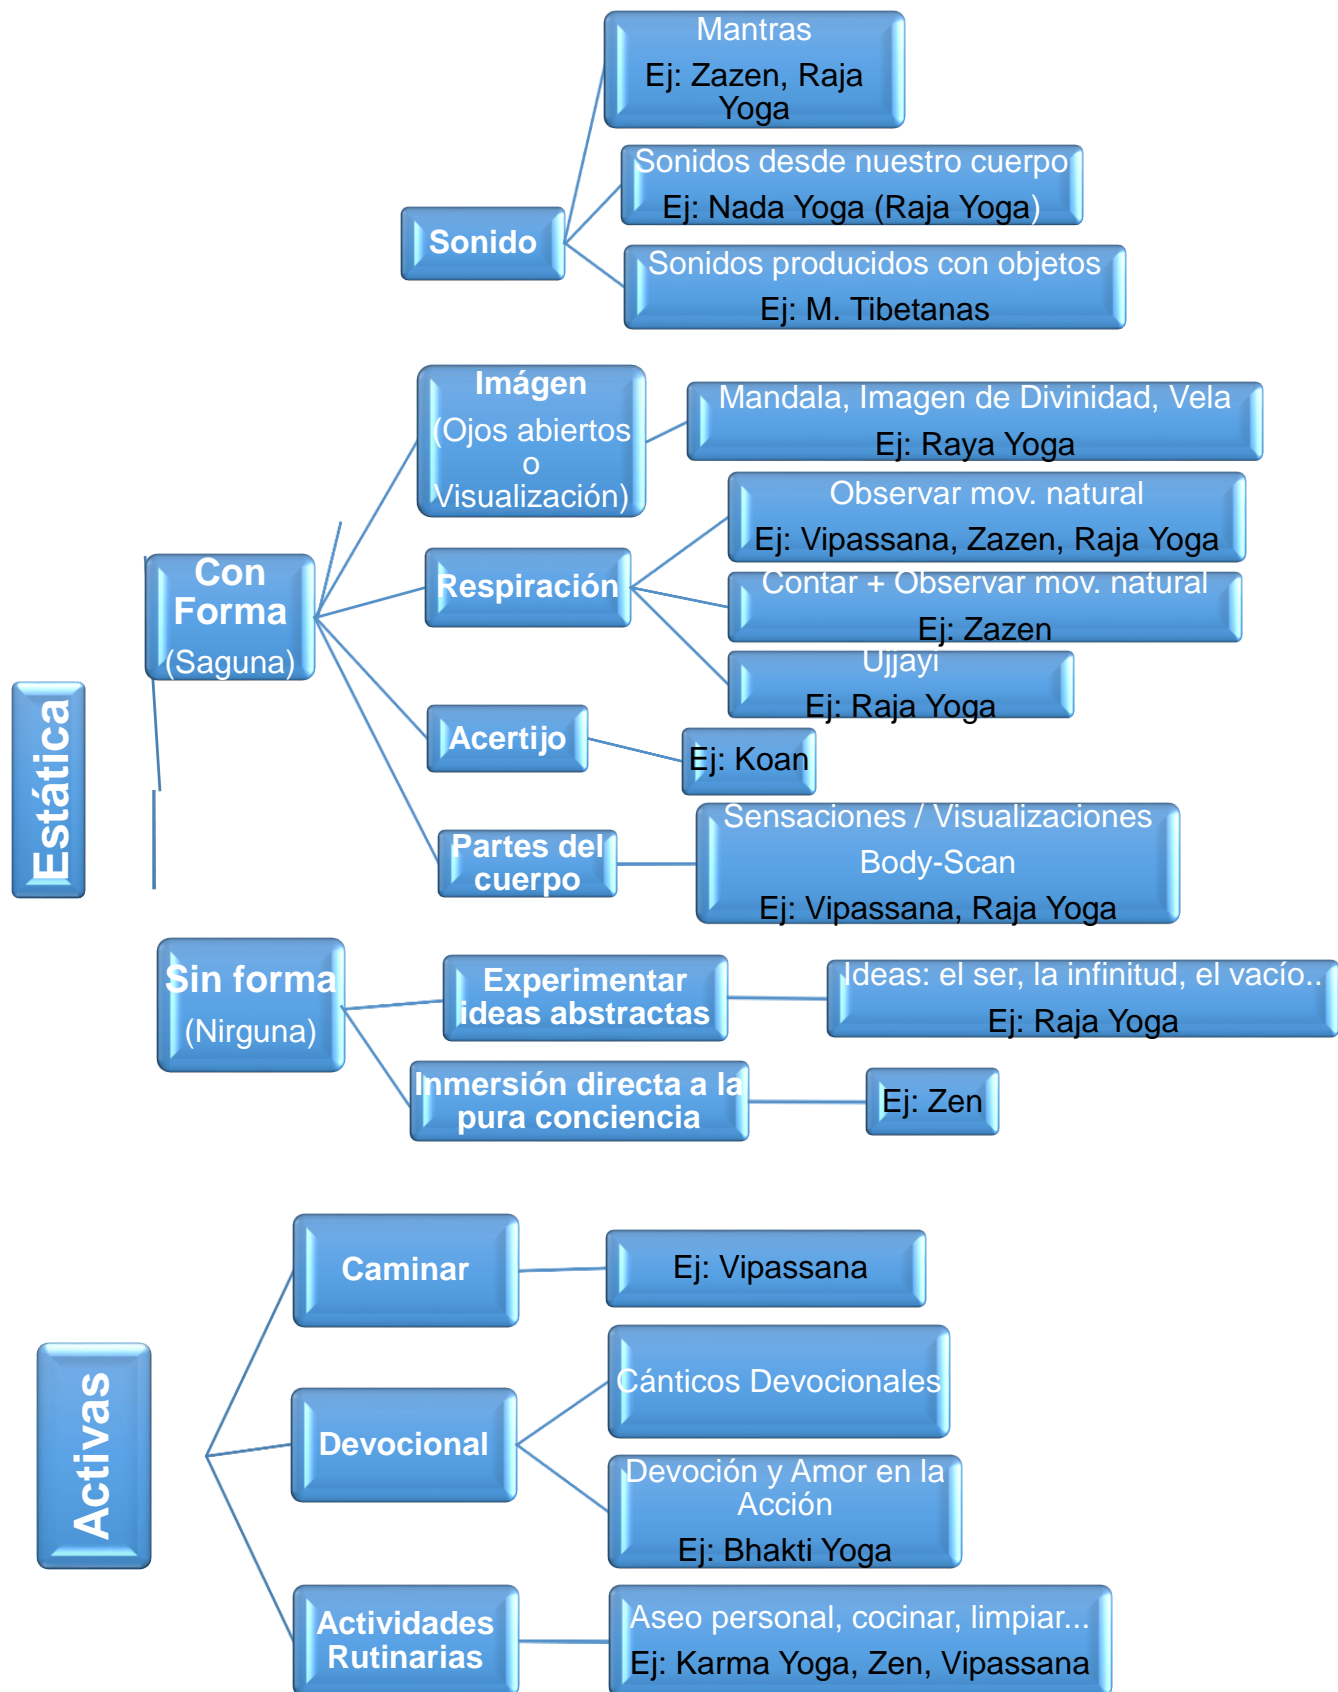 Mantras
Ej: Zazen, Raja
Yoga
Sonidos desde nuestro cuerpo
Ej: Nada Yoga (Raja Yoga)
Sonido
Sonidos producidos con objetos
Ej: M. Tibetanas
Imágen
(Ojos abiertos
o
Visualización)
Mandala, Imagen de Divinidad, Vela
Ej: Raya Yoga
Observar mov. natural
Ej: Vipassana, Zazen, Raja Yoga
Con
Forma
(Saguna)
Respiración
Contar + Observar mov. natural
Ej: Zazen
Ujjayi
Ej: Raja Yoga
Estática
Acertijo
Ej: Koan
Partes del
cuerpo
Sensaciones / Visualizaciones
Body-Scan
Ej: Vipassana, Raja Yoga
Sin forma
(Nirguna)
Experimentar
ideas abstractas
Ideas: el ser, la infinitud, el vacío..
Ej: Raja Yoga
Inmersión directa a la
pura conciencia
Ej: Zen
Caminar
Ej: Vipassana
Activas
Devocional
Cánticos Devocionales
Devoción y Amor en la
Acción
Ej: Bhakti Yoga
Actividades
Rutinarias
Aseo personal, cocinar, limpiar...
Ej: Karma Yoga, Zen, Vipassana